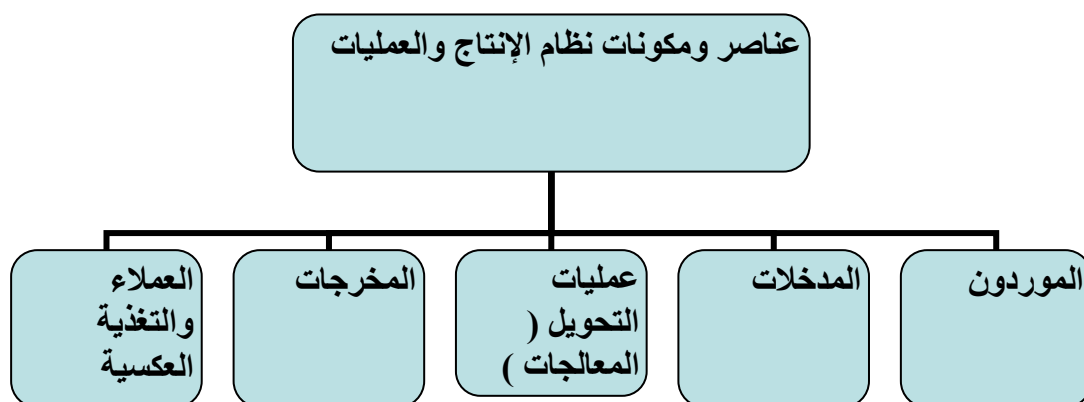 عناصر ومكونات نظام الإنتاج والعمليات
الموردون
المدخلات
عمليات
التحويل (
المعالجات )
المخرجات
العملاء
والتغذية
العكسية